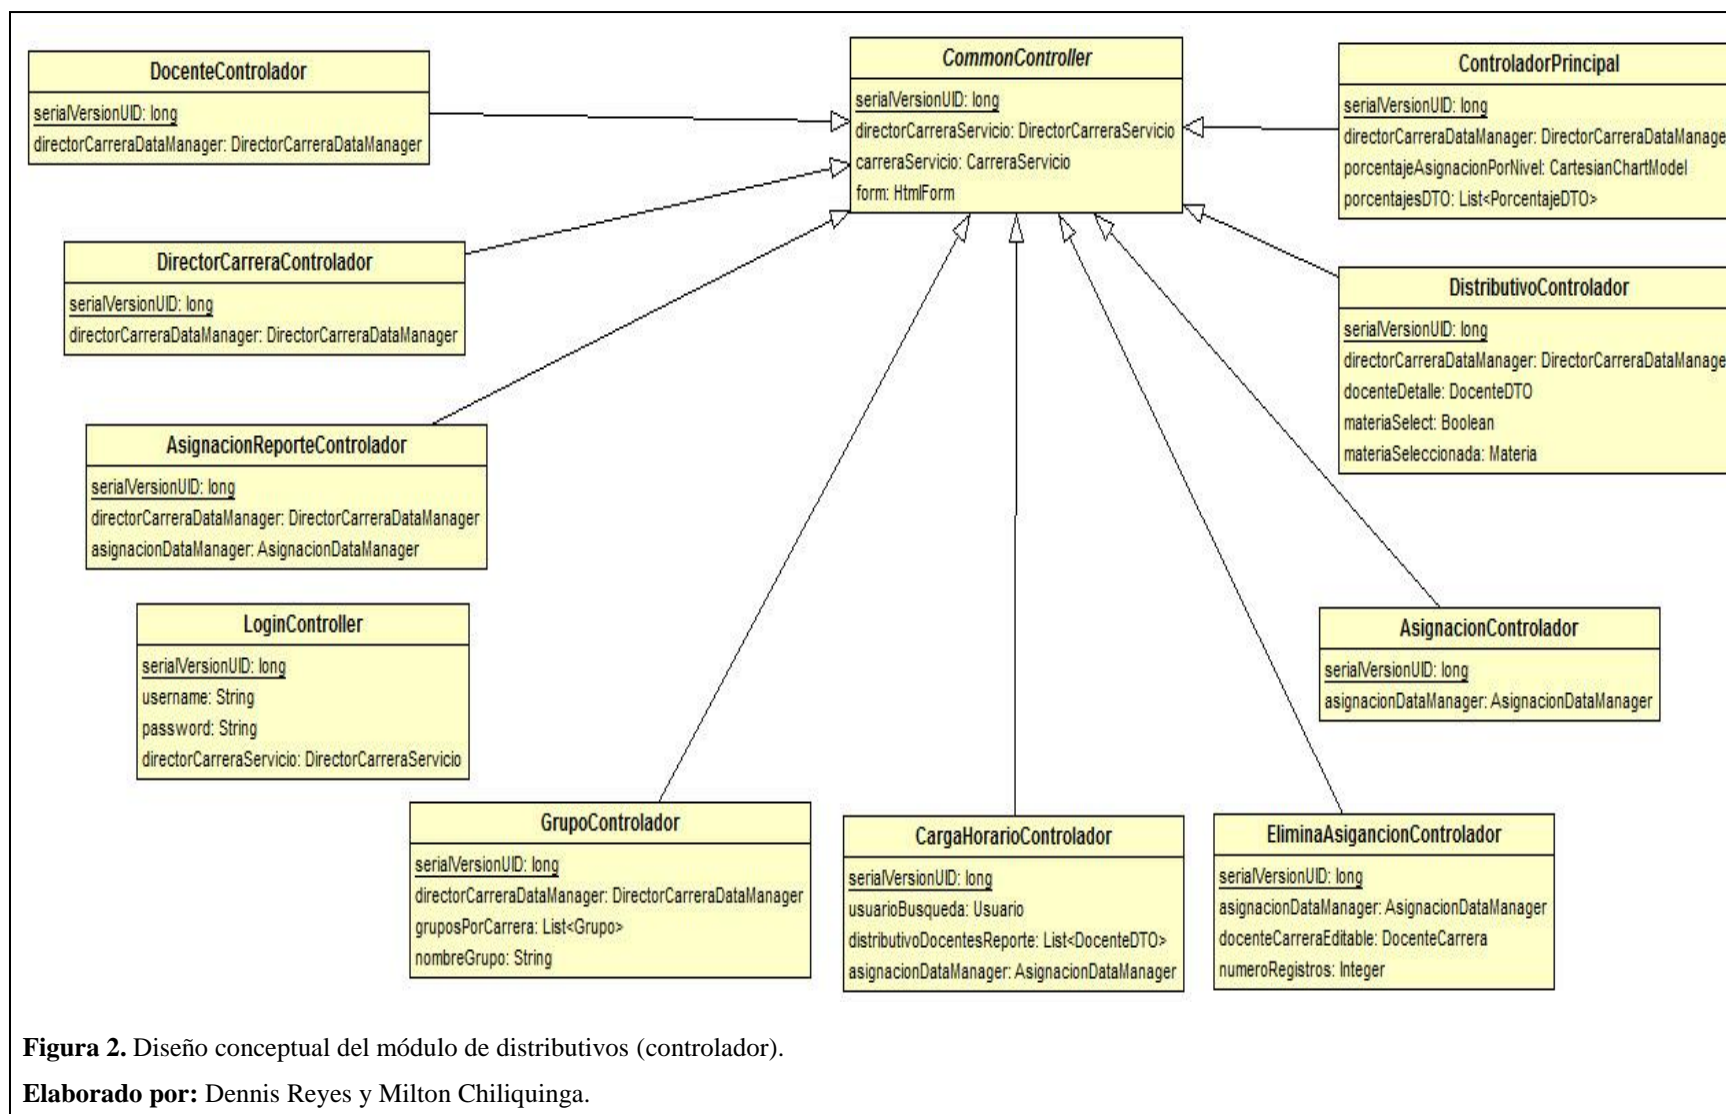 DocenteControlador
serialVersionUID: long
directorCarreraDataManager: DirectorCarreraDataManager
CommonController
serialVersionUID: long
directorCarreraServicio: DirectorCarreraServicio
carreraServicio: CarreraServicio
form: HtmlForm
ControladorPrincipal
serialVersionUID: long
directorCarreraDataManager: DirectorCarreraDataManage
porcentajeAsignacionPorNivel: CartesianChartModel
porcentajesDTO: List<PorcentajeDTO>
DirectorCarreraControlador
serialVersionUID: long
directorCarreraDataManager: DirectorCarreraDataManager
DistributivoControlador
serialVersionUID: long
directorCarreraDataManager: DirectorCarreraDataManage
docenteDetalle: DocenteDTO
materiaSelect: Boolean
materiaSeleccionada: Materia
AsignacionReporteControlador
serialVersionUID: long
directorCarreraDataManager: DirectorCarreraDataManager
asignacionDataManager: AsignacionDataManager
LoginController
serialVersionUID: long
username: String
password: String
directorCarreraServicio: DirectorCarreraServicio
AsignacionControlador
serialVersionUID: long
asignacionDataManager: AsignacionDataManager
GrupoControlador
serialVersionUID: long
directorCarreraDataManager: DirectorCarreraDataManager
gruposPorCarrera: List<Grupo>
nombreGrupo: String
CargaHorarioControlador
serialVersionUID: long
usuarioBusqueda: Usuario
distributivoDocentesReporte: List<DocenteDTO>
asignacionDataManager: AsignacionDataManager
EliminaAsigancionControlador
serialVersionUID: long
asignacionDataManager: AsignacionDataManager
docenteCarreraEditable: DocenteCarrera
numeroRegistros: Integer
Figura 2. Diseño conceptual del módulo de distributivos (controlador).
Elaborado por: Dennis Reyes y Milton Chiliquinga.